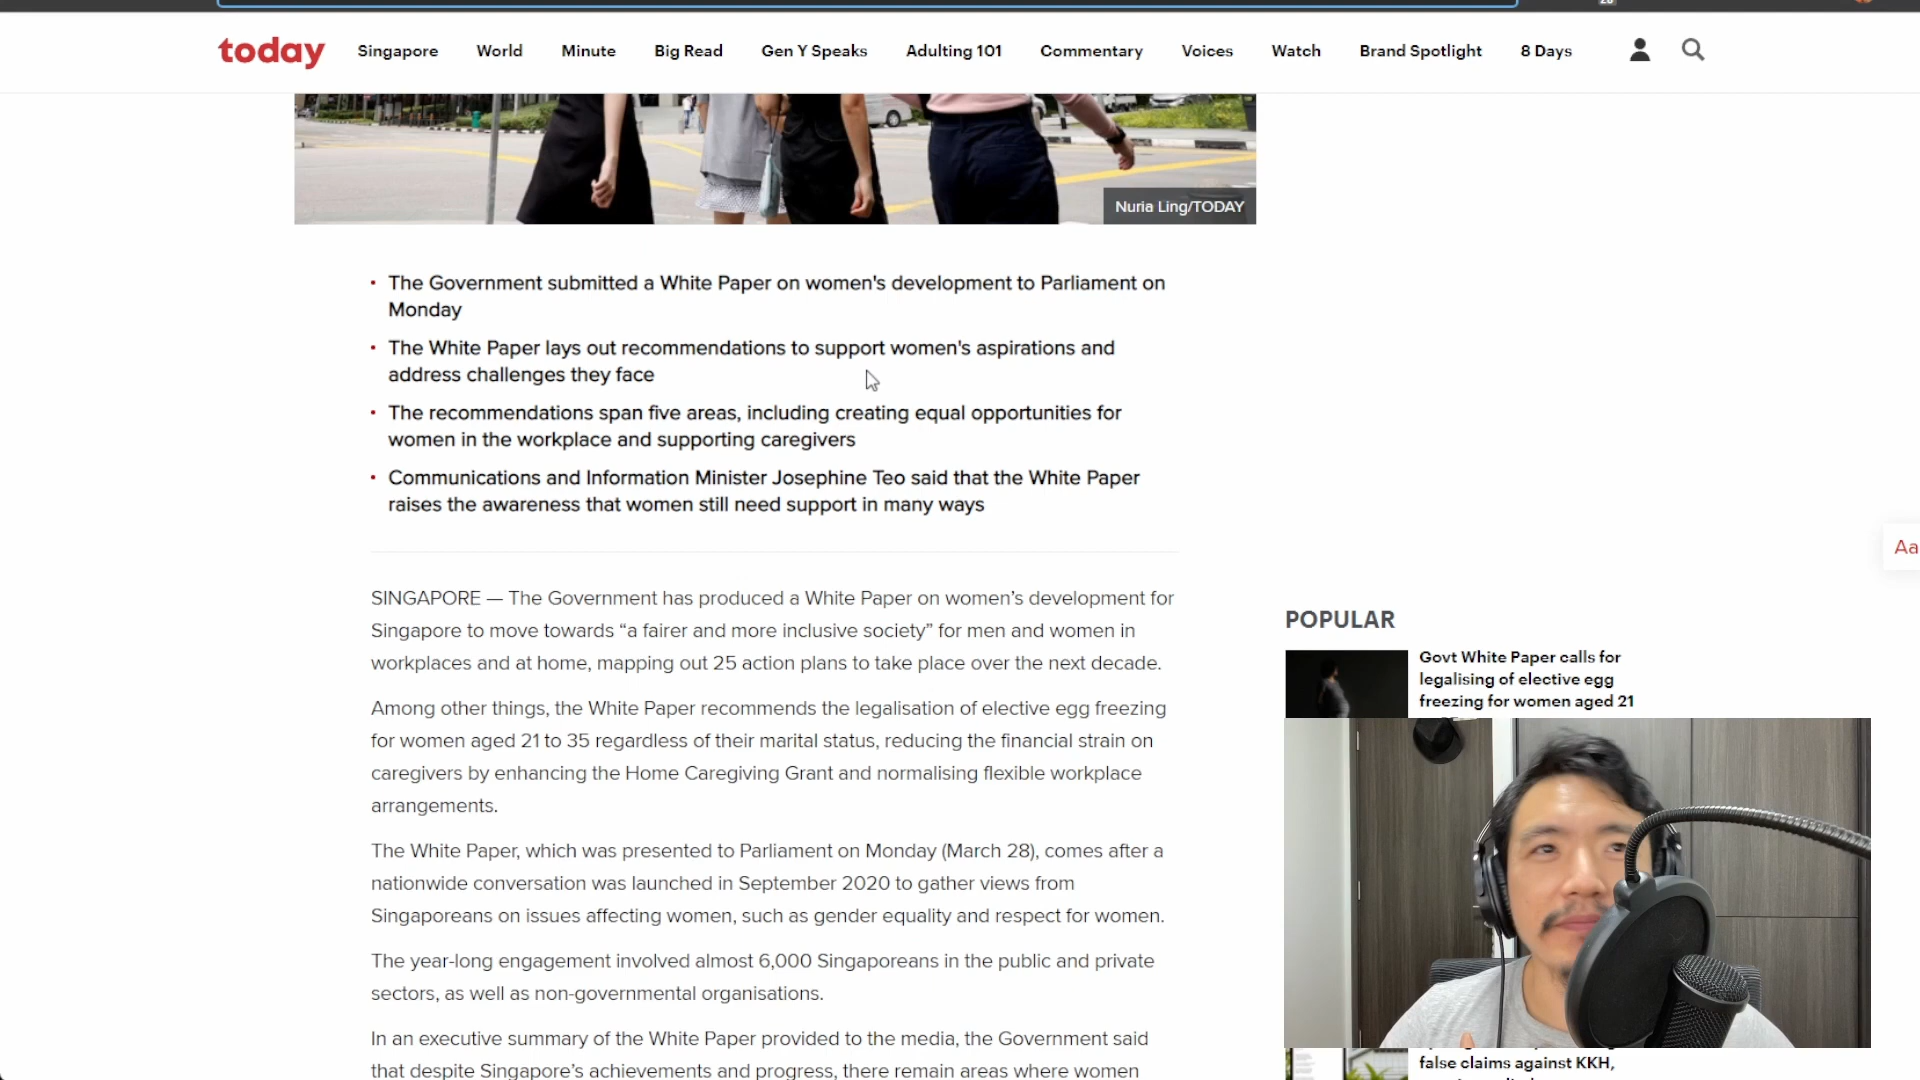 today Singapore World Minute Big Read Gen Y Speaks Adulting 101 Commentary Voices Watch Brand Spotlight 8 Days
Nuria Ling/TODAY
• The Government submitted a White Paper on women's development to Parliament on
Monday
• The White Paper lays out recommendations to support women's aspirations and
address challenges they face
• The recommendations span five areas, including creating equal opportunities for
women in the workplace and supporting caregivers
• Communications and Information Minister Josephine Teo said that the White Paper
raises the awareness that women still need support in many ways
Aa
SINGAPORE — The Government has produced a White Paper on women’s development for
Singapore to move towards “a fairer and more inclusive society” for men and women in
workplaces and at home, mapping out 25 action plans to take place over the next decade.
Among other things, the White Paper recommends the legalisation of elective egg freezing
for women aged 21 to 35 regardless of their marital status, reducing the financial strain on
caregivers by enhancing the Home Caregiving Grant and normalising flexible workplace
arrangements.
The White Paper, which was presented to Parliament on Monday (March 28), comes after a
nationwide conversation was launched in September 2020 to gather views from
Singaporeans on issues affecting women, such as gender equality and respect for women.
The year-long engagement involved almost 6,000 Singaporeans in the public and private
sectors, as well as non-governmental organisations.
In an executive summary of the White Paper provided to the media, the Government said
that despite Singapore’s achievements and progress, there remain areas where women
POPULAR
Govt White Paper calls for
legalising of elective egg
freezing for women aged 21
false claims against KKH,